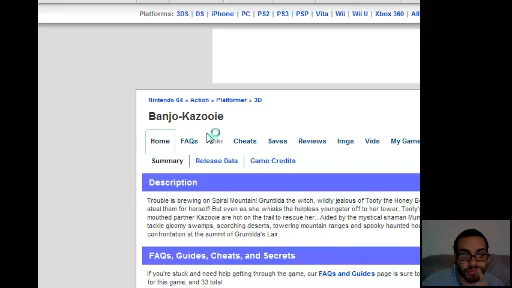 Platforms: 3DS | DS | iPhone | PC | PS2 | PS3 | PSP | Vita | Wii | Wii U | Xbox 360 | All
Nintendo 64 » Action » Platformer » 3D
Banjo-Kazooie
Home FAQs Cheats Saves Reviews Imgs Vids My Game
Summary Release Data Game Credits
Description
Trouble is brewing on Spiral Mountain! Gruntilda the witch, wildly jealous of Tooty the Honey B
steal them for herself! But even as she whisks the helpless youngster off to her tower, Tooty'
mouthed partner Kazooie are hot on the trail to rescue her.. Aided by the mystical shaman Mum
tackle gloomy swamps, scorching deserts, towering mountain ranges and spooky haunted hou
confrontation at the summit of Gruntilda's Lair.
FAQs, Guides, Cheats, and Secrets
If you're stuck and need help getting through the game, our FAQs and Guides page is sure to
for this game, and 33 total